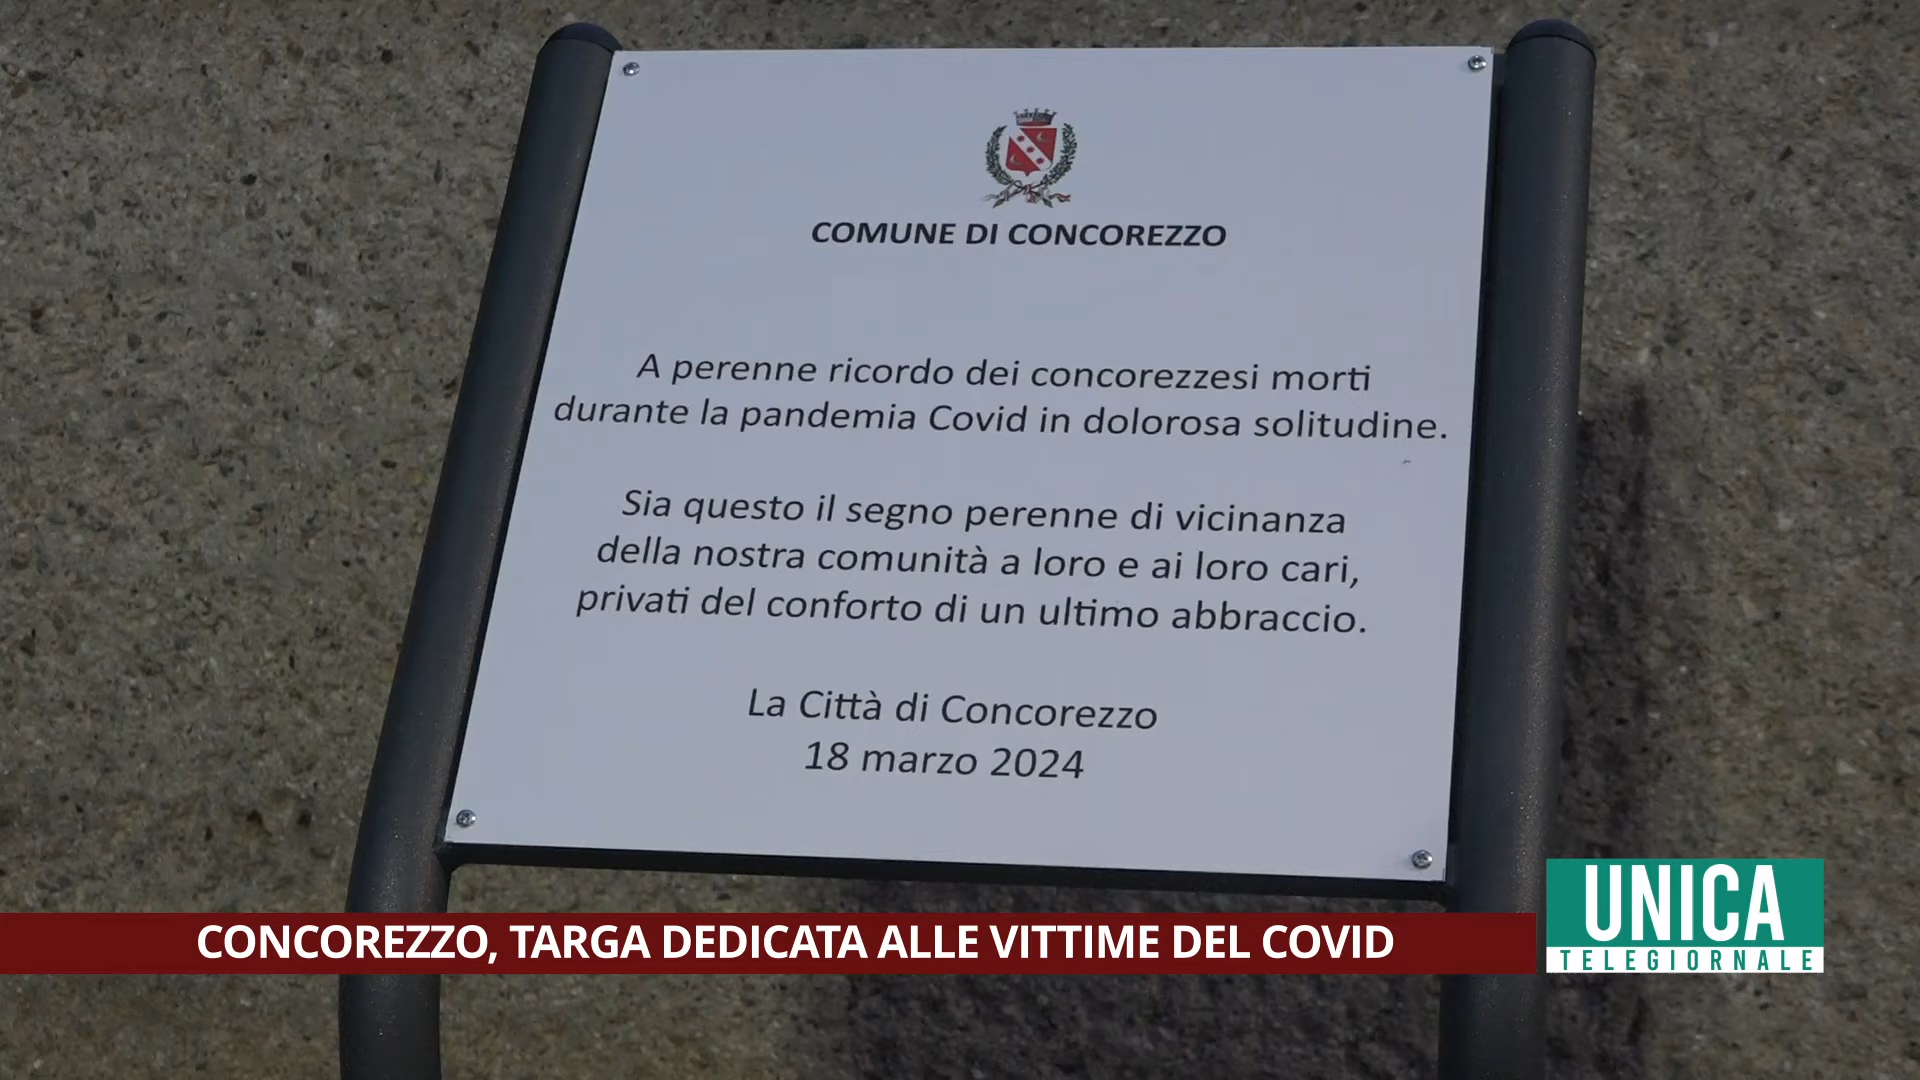 COMUNE DI CONCOREZZO
A perenne ricordo dei concorezzesi morti
durante la pandemia Covid in dolorosa solitudine.
Sia questo il segno perenne di vicinanza
della nostra comunità a loro e ai loro cari,
privati del conforto di un ultimo abbraccio.
La Città di Concorezzo
18 marzo 2024
CONCOREZZO, TARGA DEDICATA ALLE VITTIME DEL COVID
UNICA
TELEGIORNALE